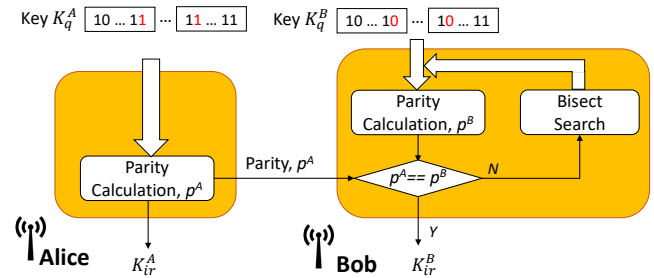 Key K_q^A 10 ... 11 ... 11 ... 11
Key K_q^B 10 ... 10 ... 10 ... 11
Parity
Calculation, p^B
Bisect
Search
Parity
Calculation, p^A
Parity, p^A
p^A== p^B
N
Y
Alice
K_ir^A
Bob
K_ir^B